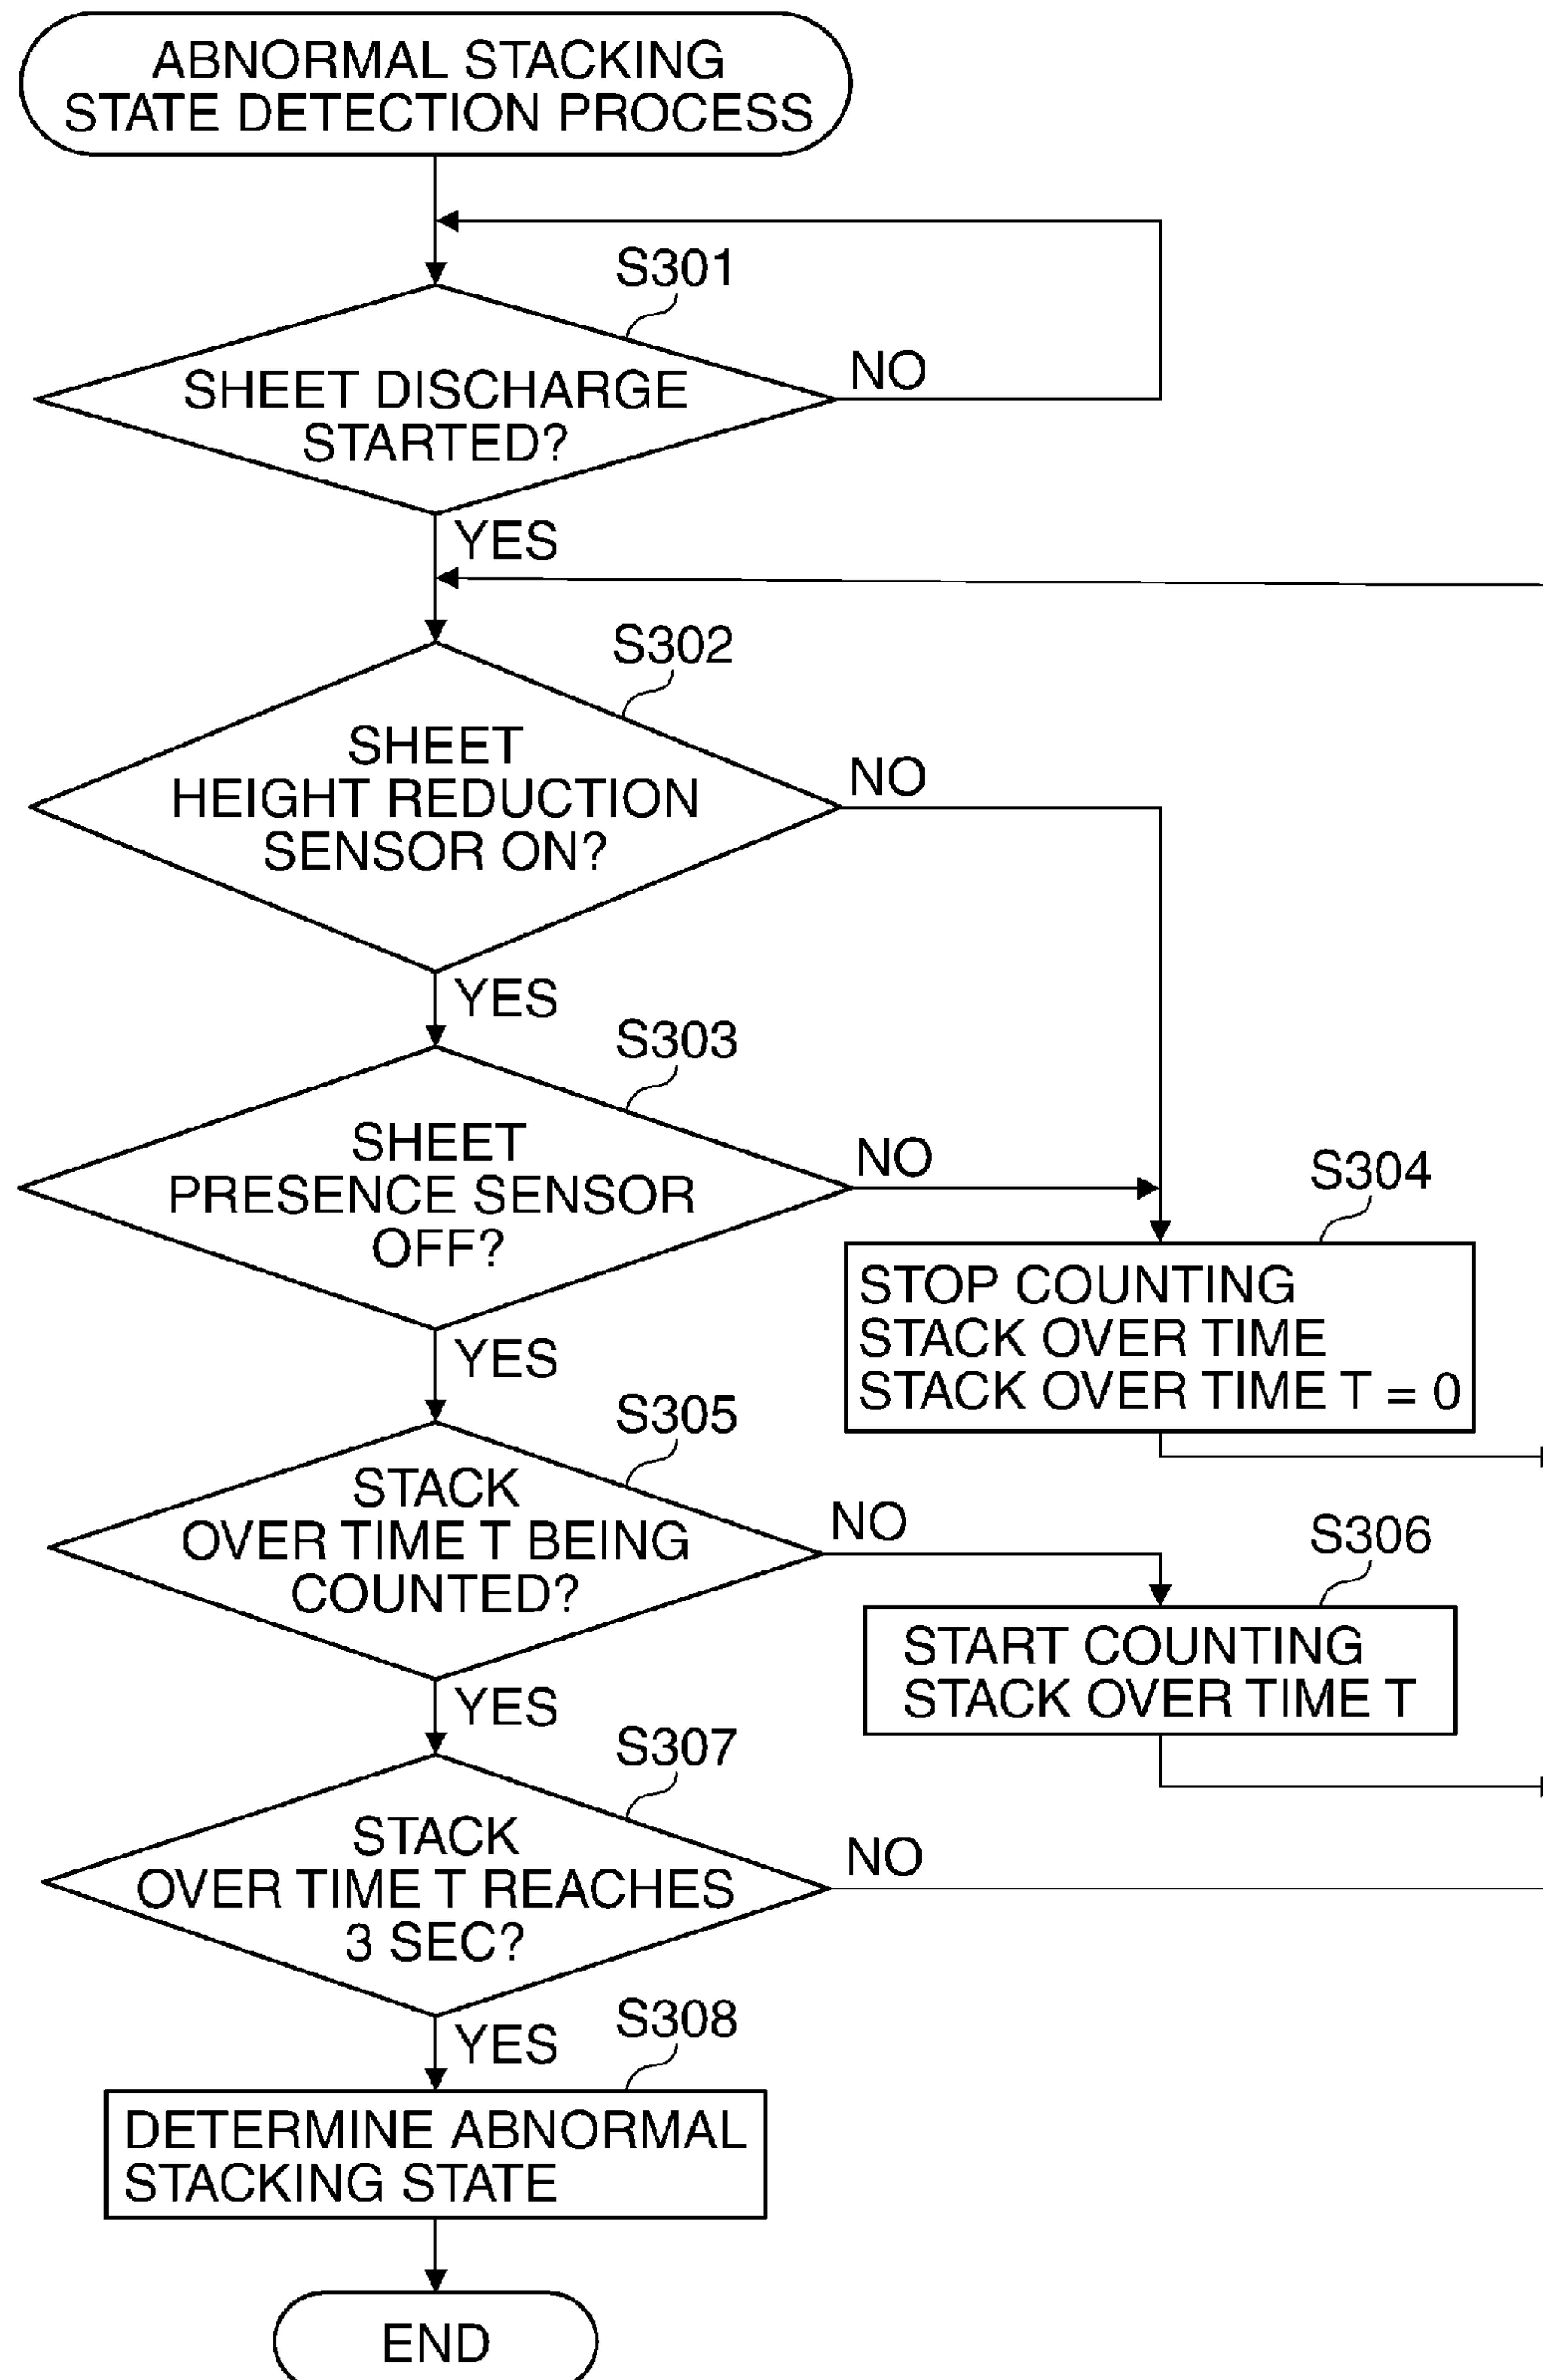 ABNORMAL STACKING
STATE DETECTION PROCESS
S301
SHEET DISCHARGE
STARTED?
NO
YES
S302
SHEET
HEIGHT REDUCTION
SENSOR ON?
NO
YES
S303
SHEET
PRESENCE SENSOR
OFF?
NO
YES
S304
STOP COUNTING
STACK OVER TIME
STACK OVER TIME T = 0
S305
STACK
OVER TIME T BEING
COUNTED?
NO
YES
S306
START COUNTING
STACK OVER TIME T
S307
STACK
OVER TIME T REACHES
3 SEC?
NO
YES
S308
DETERMINE ABNORMAL
STACKING STATE
END